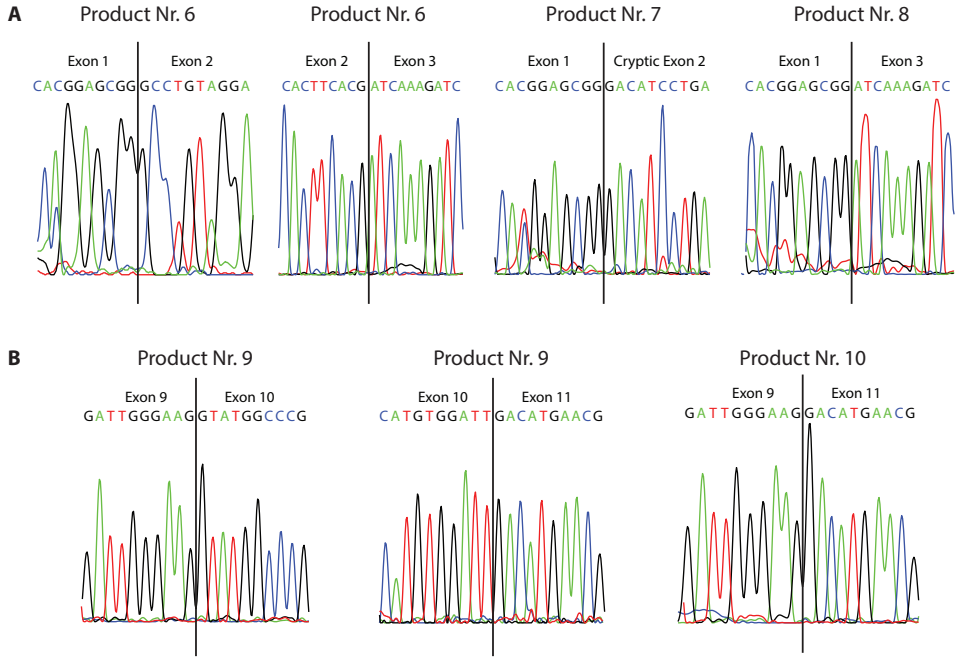 A
Product Nr. 6
Product Nr. 6
Product Nr. 7
Product Nr. 8
Exon 1
Exon 2
Exon 2
Exon 3
Exon 1
Cryptic Exon 2
Exon 1
Exon 3
CACGGAGCGGGCCTGTAGGA
CACTTCACGATCAAAGATC
CACGGAGCGGGACATCCTGA
CACGGAGCGGATCAAAGATC
B
Product Nr. 9
Product Nr. 9
Product Nr. 10
Exon 9
Exon 10
Exon 10
Exon 11
Exon 9
Exon 11
GATTGGGAAGGTATGGCCCG
CATGTGGATTGACATGAACG
GATTGGGAAGGACATGAACG